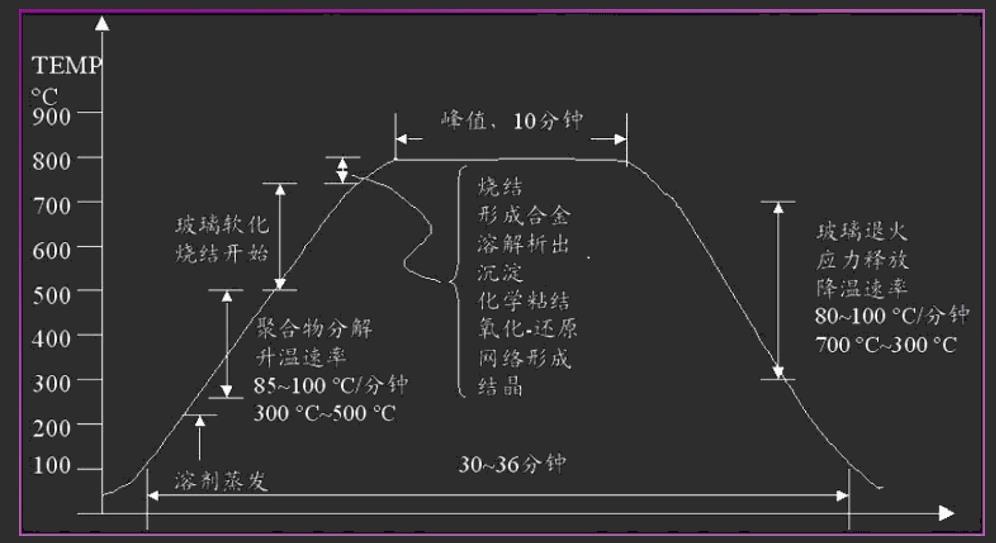 TEMP
°C
900
800
700
600
500
400
300
200
100
峰值、10分钟
玻璃软化
烧结开始
聚合物分解
升温速率
85~100 °C/分钟
300 °C~500 °C
溶剂蒸发
烧结
形成合金
溶解析出
沉淀
化学粘结
氧化-还原
网络形成
结晶
玻璃退火
应力释放
降温速率
80~100 °C/分钟
700 °C~300 °C
30~36分钟